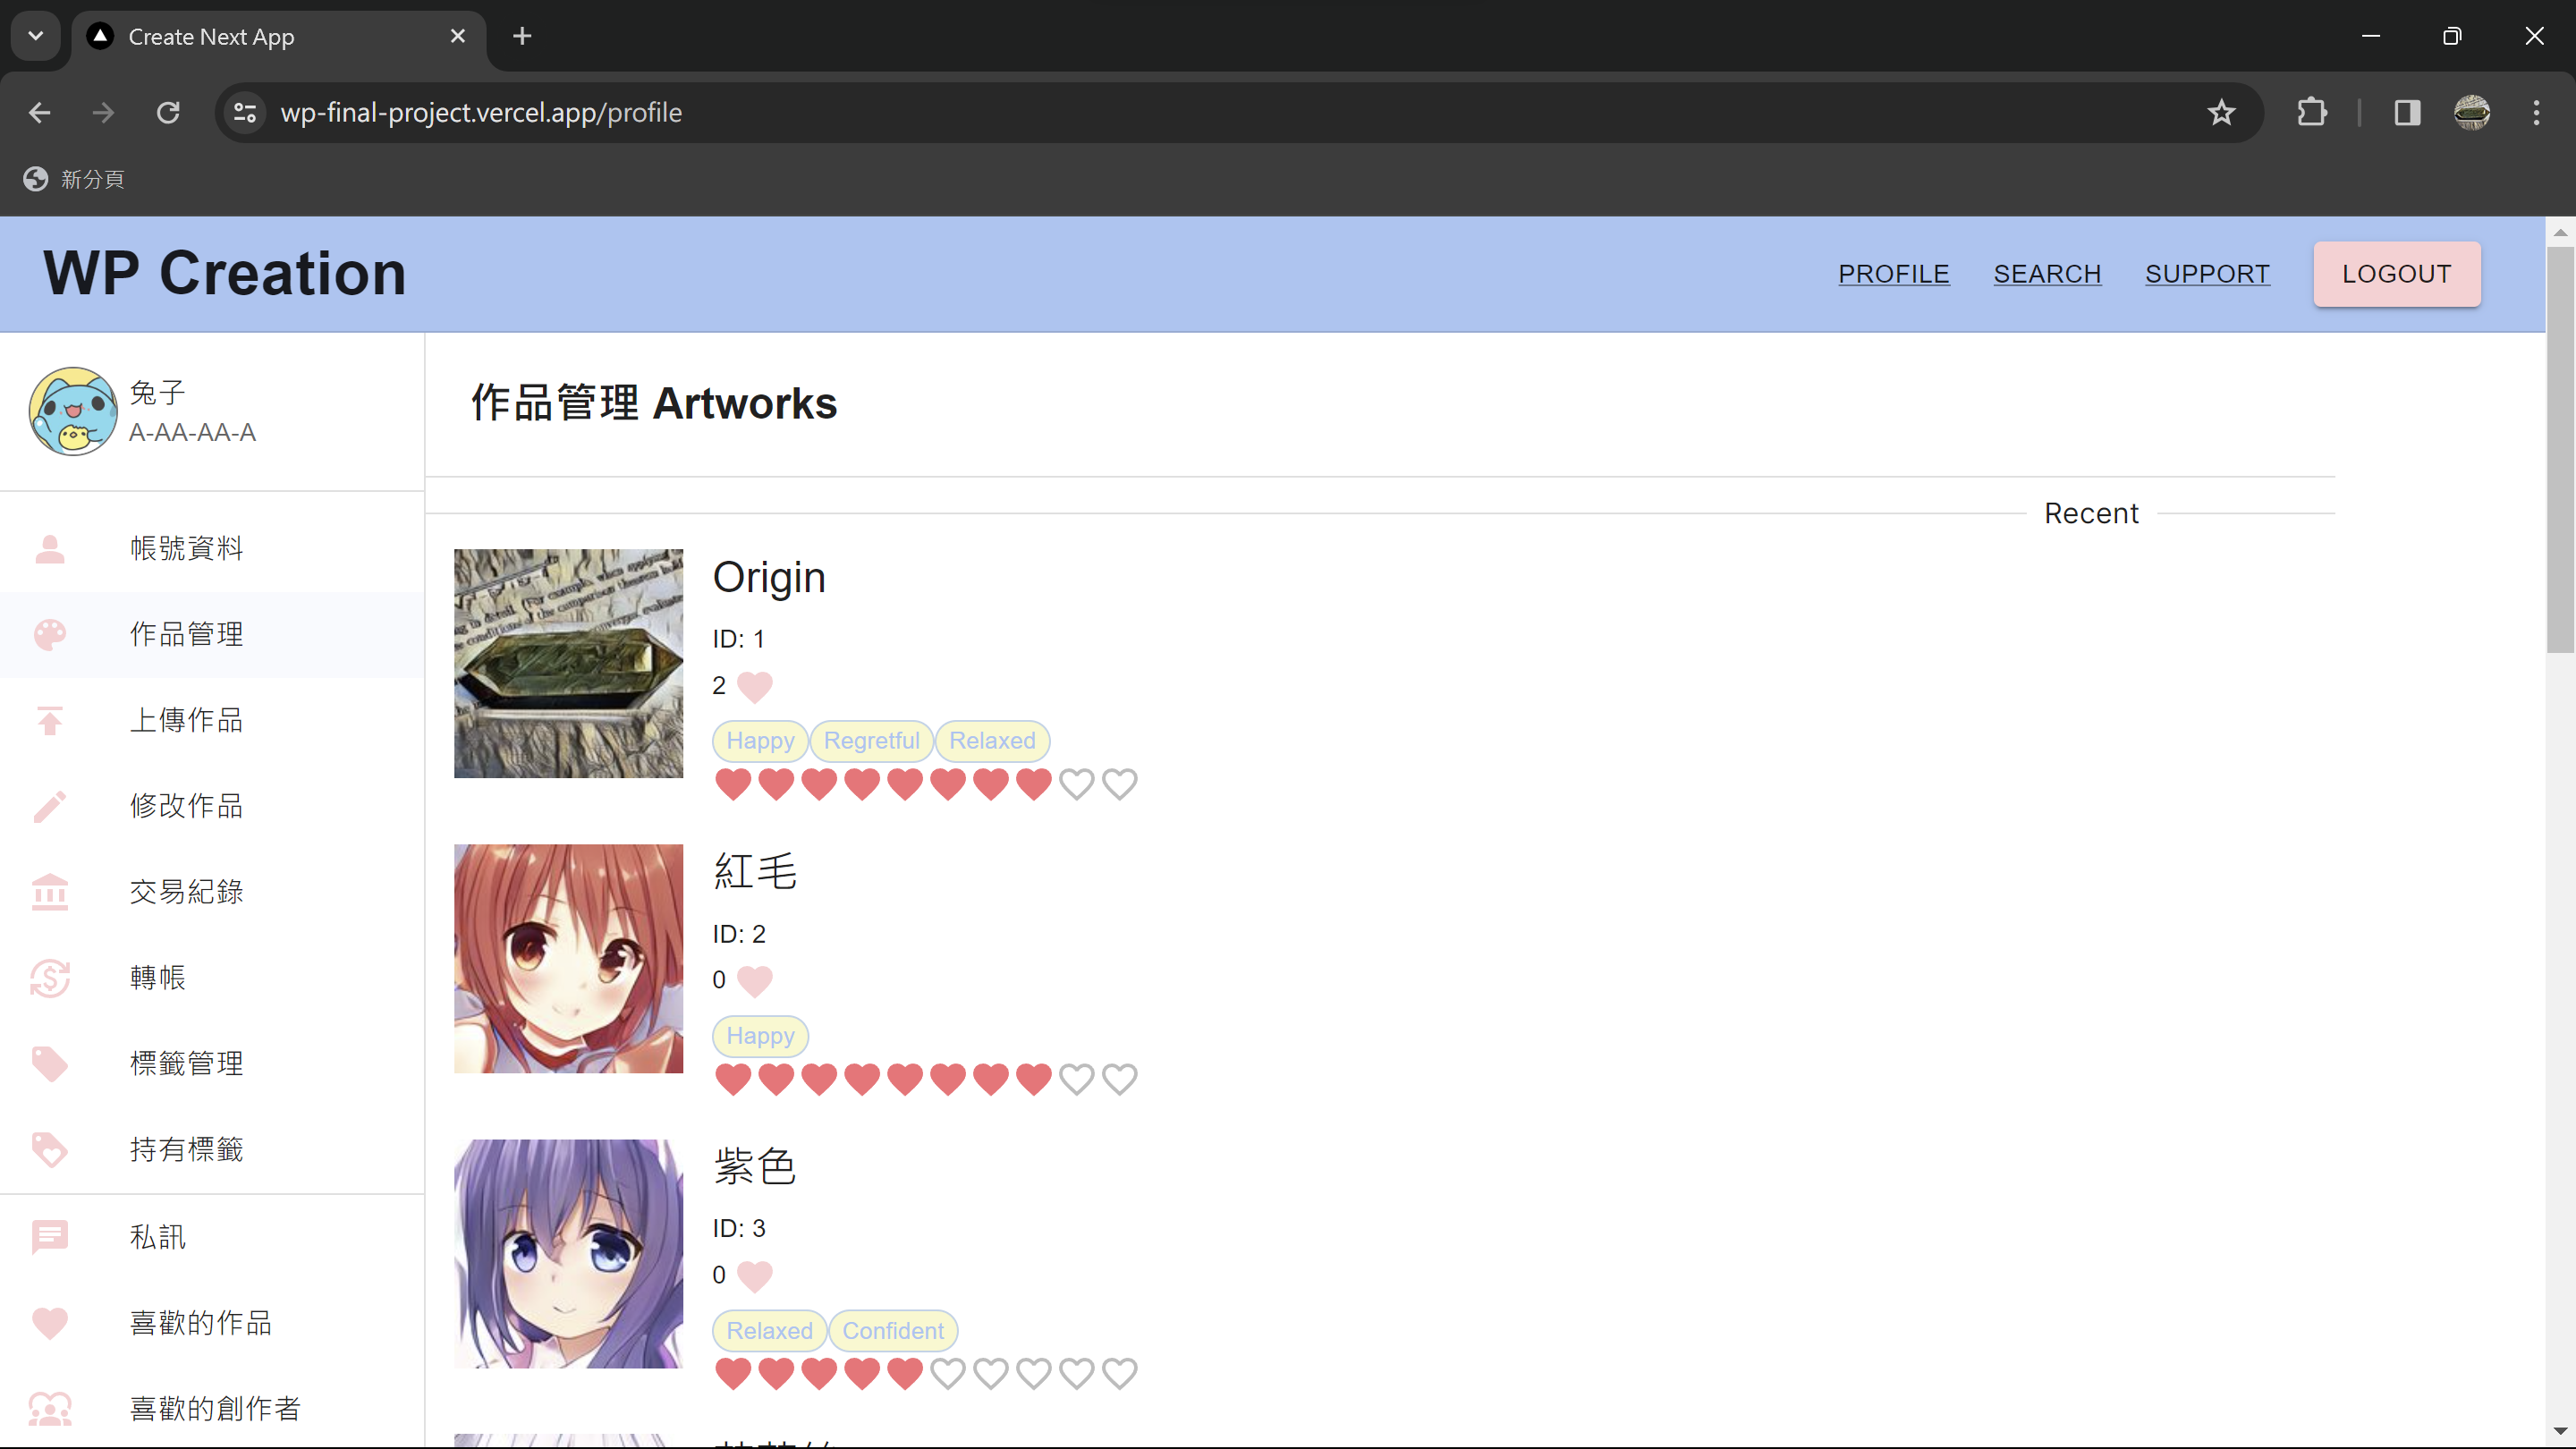 Create Next App
wp-final-project.vercel.app/profile
新分頁
WP Creation
PROFILE SEARCH SUPPORT LOGOUT
兔子
A-AA-AA-A
帳號資料
作品管理
上傳作品
修改作品
交易紀錄
轉帳
標籤管理
持有標籤
私訊
喜歡的作品
喜歡的創作者
作品管理 Artworks
Recent
Origin
ID: 1
2
Happy Regretful Relaxed
紅毛
ID: 2
0
Happy
紫色
ID: 3
0
Relaxed Confident